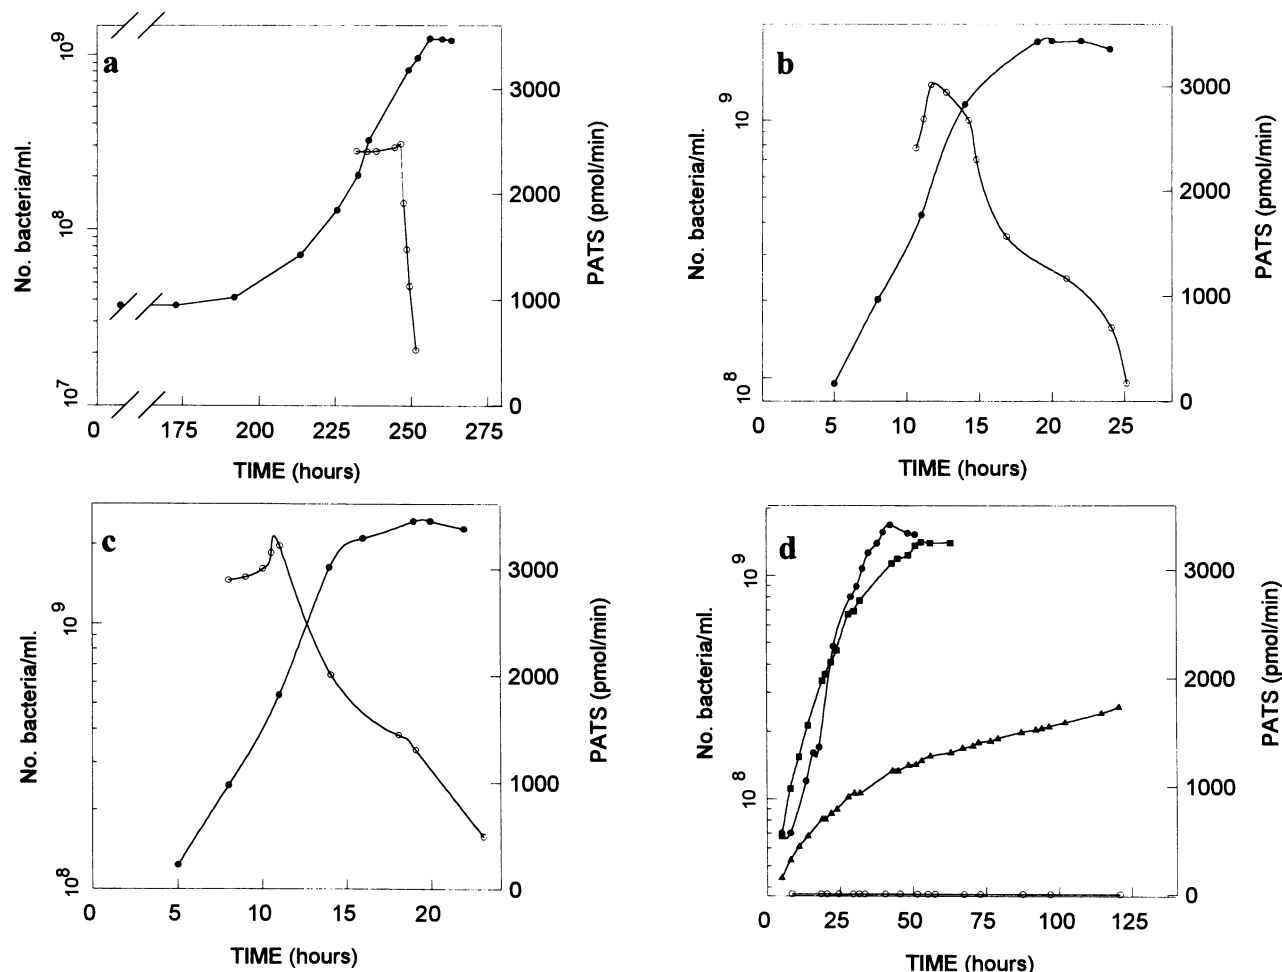 a
10^9
10^8
10^7
No. bacteria/ml.
3000
2000
1000
0
PATS (pmol/min)
0 175 200 225 250 275
TIME (hours)
b
10^9
10^8
No. bacteria/ml.
3000
2000
1000
0
PATS (pmol/min)
0 5 10 15 20 25
TIME (hours)
c
10^9
10^8
No. bacteria/ml.
3000
2000
1000
0
PATS (pmol/min)
0 5 10 15 20
TIME (hours)
d
10^9
10^8
No. bacteria/ml.
3000
2000
1000
0
PATS (pmol/min)
0 25 50 75 100 125
TIME (hours)